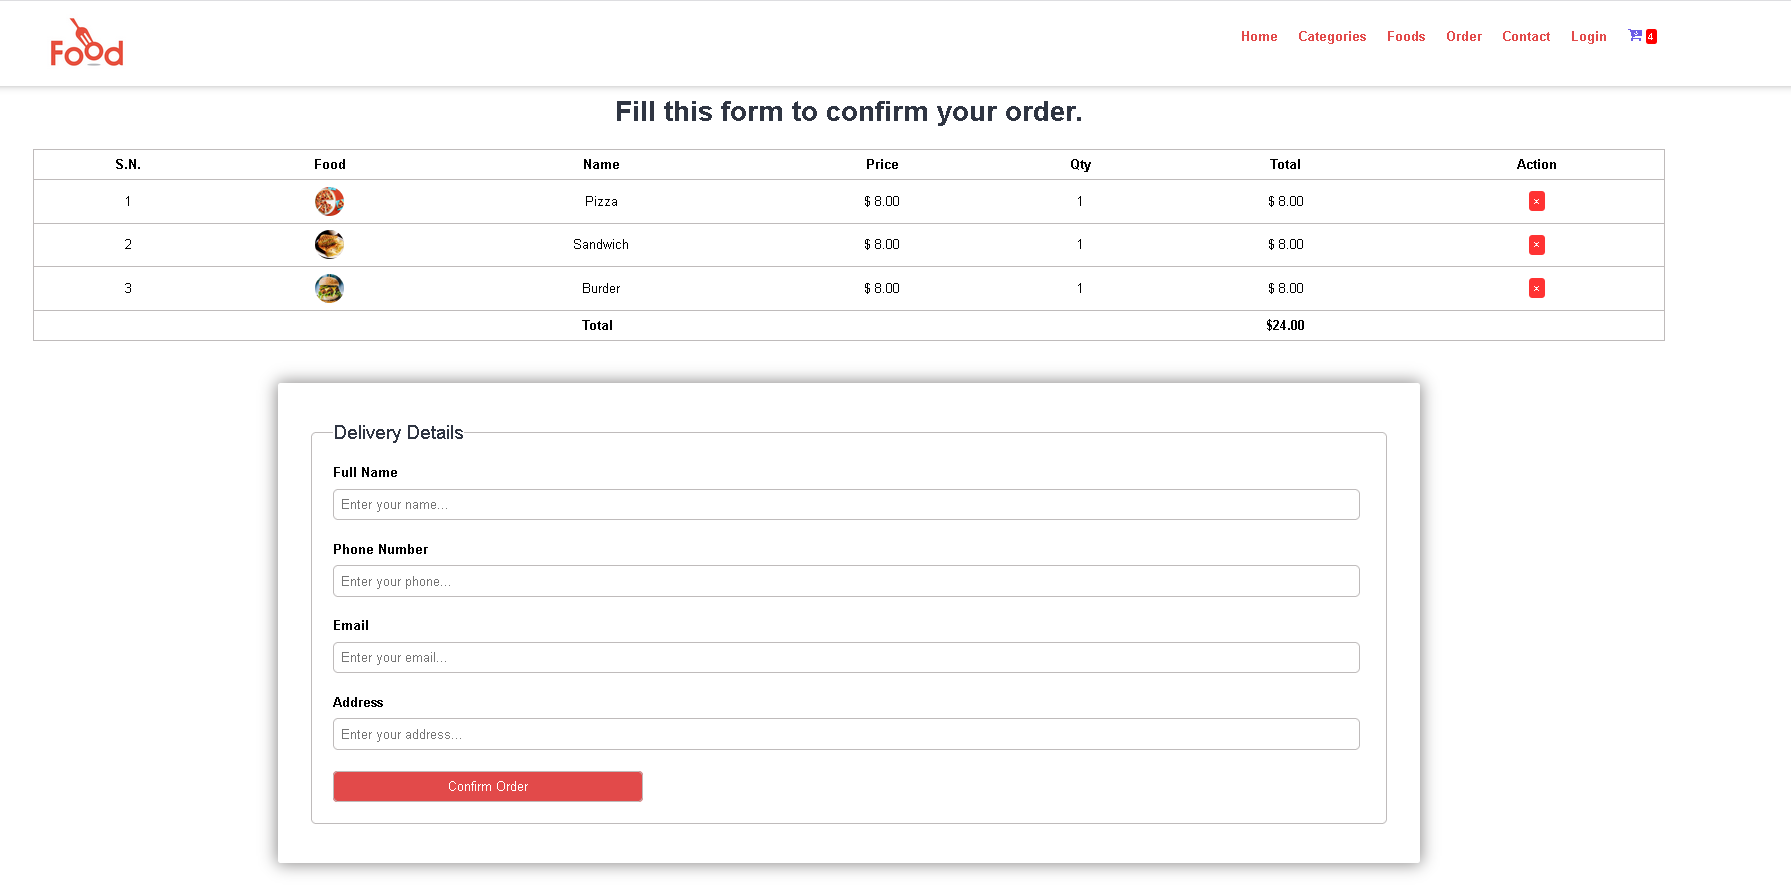 Food
Home Categories Foods Order Contact Login 4
Fill this form to confirm your order.
S.N. Food Name Price Qty Total Action
1 Pizza $ 8.00 1 $ 8.00 ×
2 Sandwich $ 8.00 1 $ 8.00 ×
3 Burder $ 8.00 1 $ 8.00 ×
Total $24.00
Delivery Details
Full Name
Enter your name...
Phone Number
Enter your phone...
Email
Enter your email...
Address
Enter your address...
Confirm Order